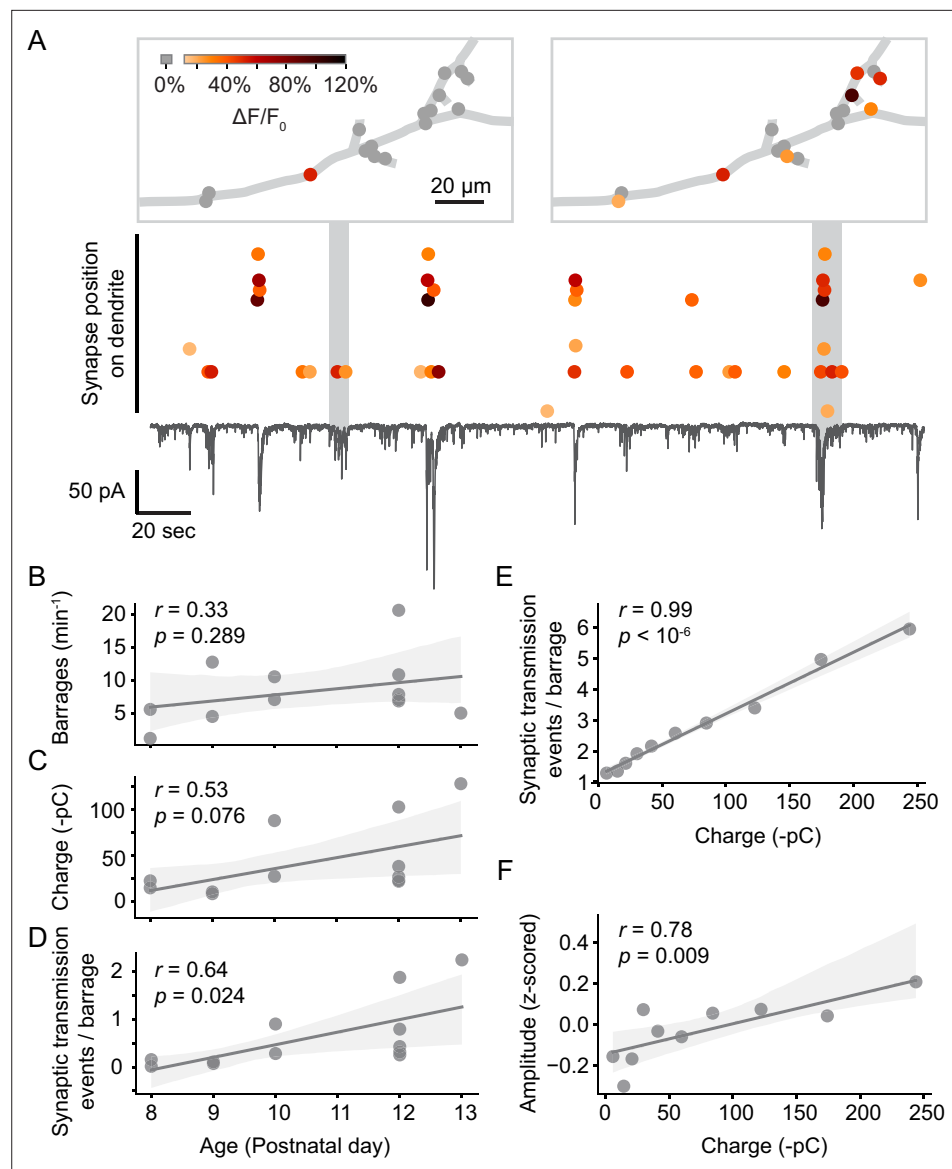 A
0% 40% 80% 120%
ΔF/F0
20 µm
Synapse position
on dendrite
50 pA
20 sec
B
Barrages (min-1)
20
15
10
5
r = 0.33
p = 0.289
C
Charge (-pC)
100
50
0
r = 0.53
p = 0.076
D
Synaptic transmission
events / barrage
2
1
0
r = 0.64
p = 0.024
8 9 10 11 12 13
Age (Postnatal day)
E
Synaptic transmission
events / barrage
6
5
4
3
2
1
r = 0.99
p < 10-6
0 50 100 150 200 250
Charge (-pC)
F
Amplitude (z-scored)
0.4
0.2
0.0
−0.2
r = 0.78
p = 0.009
0 50 100 150 200 250
Charge (-pC)